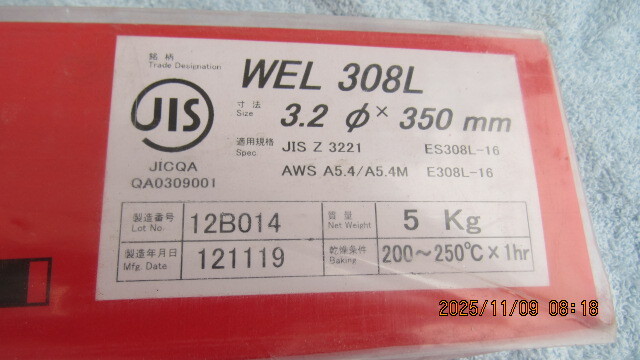 銘柄
Trade Designation
WEL 308L
JIS
JICQA
QA0309001
寸法
Size
3.2 φ × 350 mm
適用規格
Spec.
JIS Z 3221 ES308L-16
AWS A5.4/A5.4M E308L-16
製造番号
Lot No.
12B014
質量
Net Weight
5 Kg
製造年月日
Mfg. Date
121119
乾燥条件
Baking
200~250℃×1hr
2025/11/09 08:18